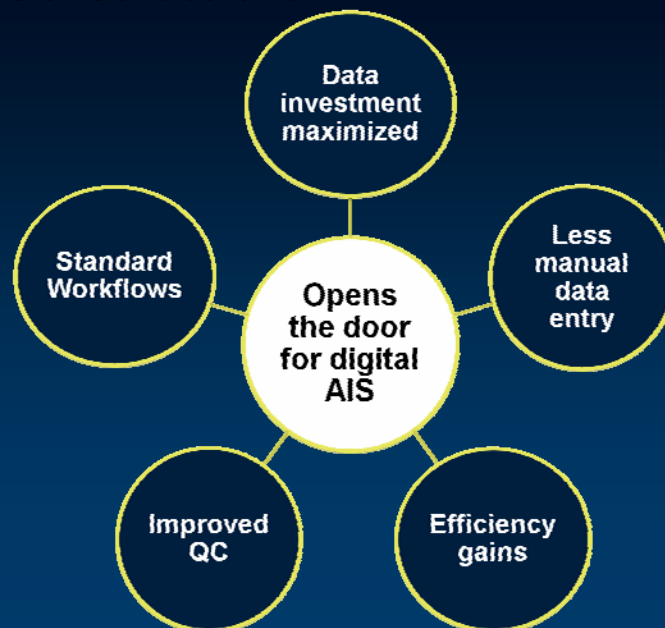 Data
investment
maximized
Standard
Workflows
Less
manual
data
entry
Opens
the door
for digital
AIS
Improved
QC
Efficiency
gains